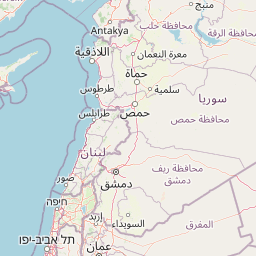 منبج
Antakya
محافظة حلب
محافظة الرقة
اللاذقية
معرة النعمان
حماة
طرطوس
سلمية
سوريا
حمص
طرابلس
محافظة حمص
لبنان
محافظة ريف
دمشق
دمشق
صور
חיפה
إربد
السويداء
المفرق
תל אביב-יפו
عمان